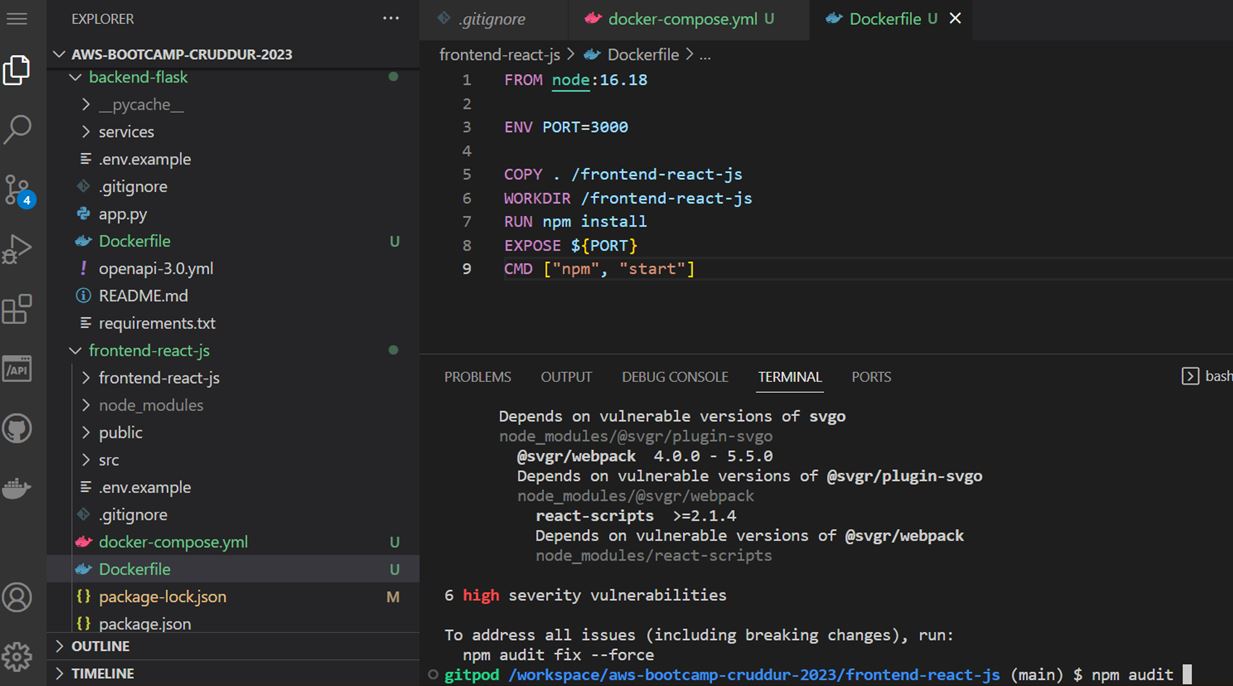 EXPLORER
AWS-BOOTCAMP-CRUDDUR-2023
backend-flask
__pycache__
services
.env.example
.gitignore
app.py
Dockerfile U
openapi-3.0.yml
README.md
requirements.txt
frontend-react-js
frontend-react-js
node_modules
public
src
.env.example
.gitignore
docker-compose.yml U
Dockerfile U
package-lock.json M
package.json
OUTLINE
TIMELINE
4
/API
.gitignore docker-compose.yml U Dockerfile U
frontend-react-js > Dockerfile > ...
1 FROM node:16.18
2
3 ENV PORT=3000
4
5 COPY . /frontend-react-js
6 WORKDIR /frontend-react-js
7 RUN npm install
8 EXPOSE ${PORT}
9 CMD ["npm", "start"]
PROBLEMS OUTPUT DEBUG CONSOLE TERMINAL PORTS bash
Depends on vulnerable versions of svgo
node_modules/@svgr/plugin-svgo
@svgr/webpack 4.0.0 - 5.5.0
Depends on vulnerable versions of @svgr/plugin-svgo
node_modules/@svgr/webpack
react-scripts >=2.1.4
Depends on vulnerable versions of @svgr/webpack
node_modules/react-scripts
6 high severity vulnerabilities
To address all issues (including breaking changes), run:
npm audit fix --force
gitpod /workspace/aws-bootcamp-cruddur-2023/frontend-react-js (main) $ npm audit